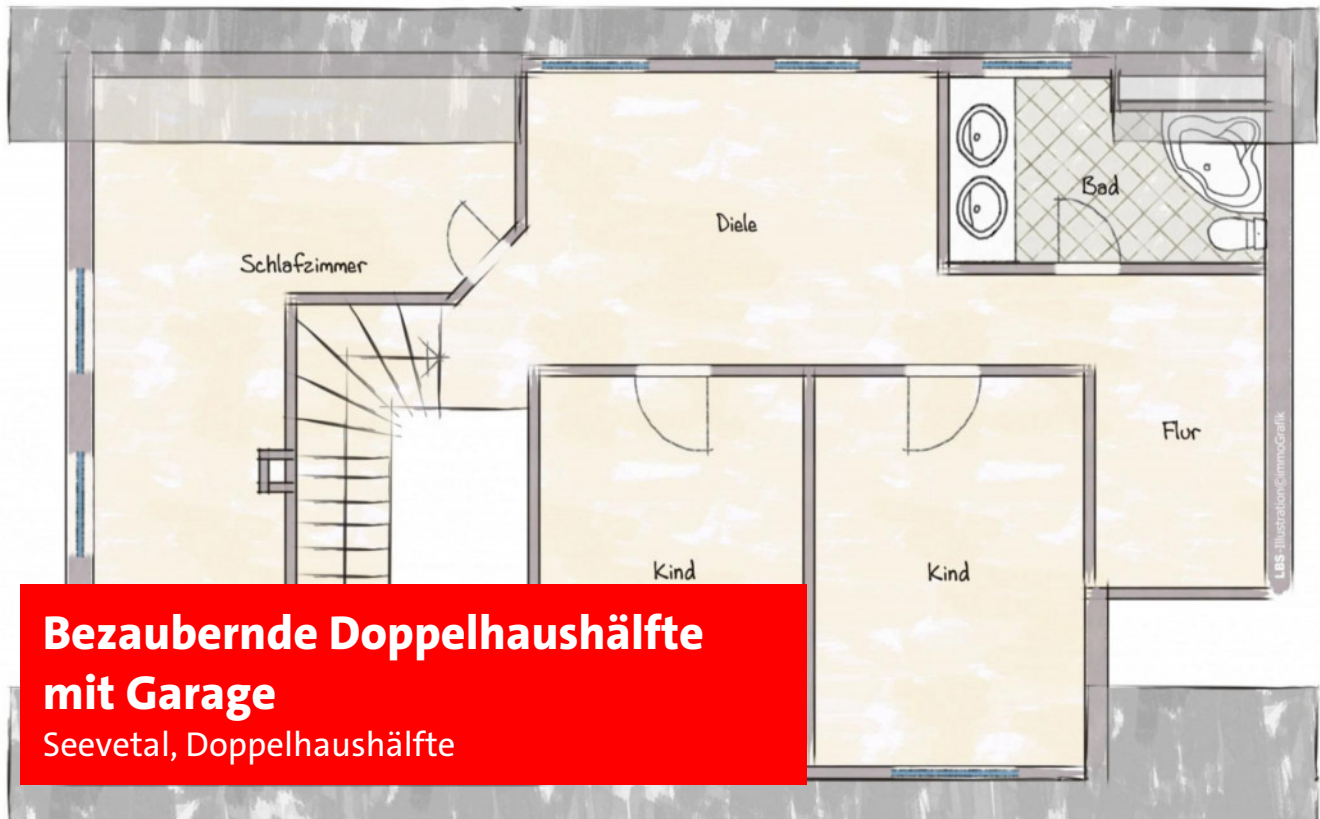 Bad
Diele
Schlafzimmer
Flur
Kind
Kind
LBS-Illustration©immoGrafik
Bezaubernde Doppelhaushälfte
mit Garage
Seevetal, Doppelhaushälfte